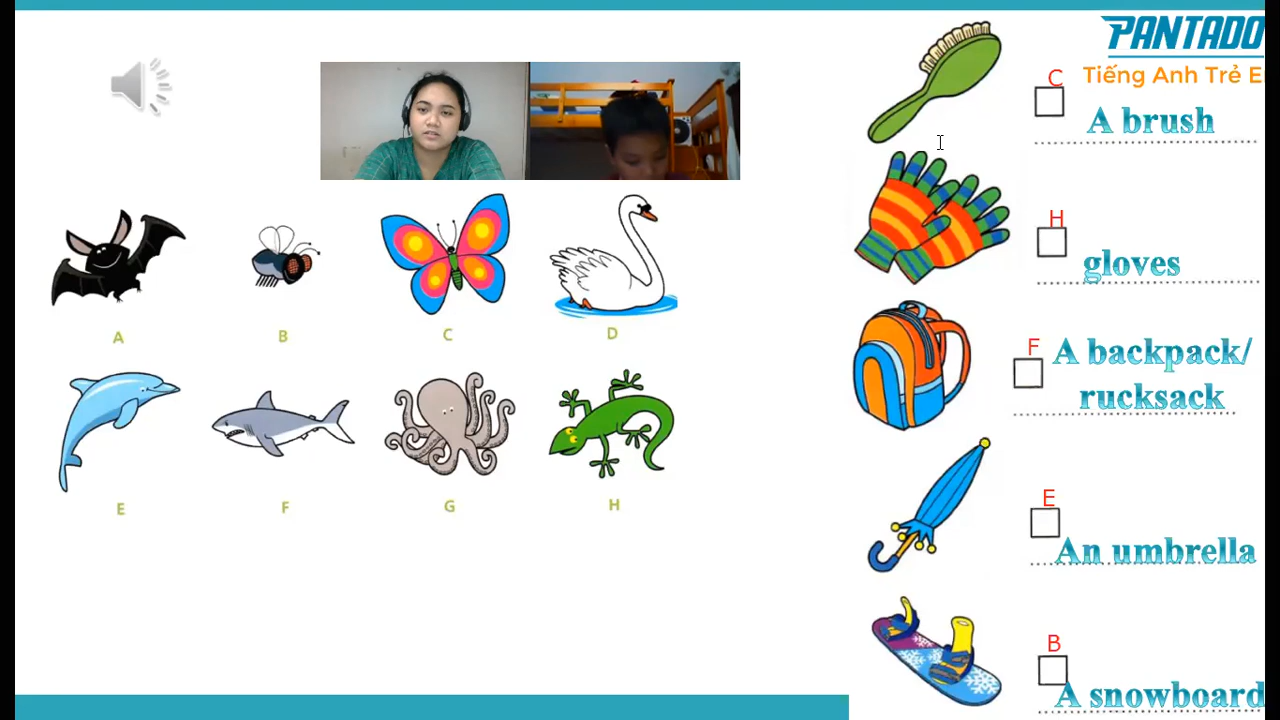 PANTADO
Tiếng Anh Trẻ E
C
A brush
H
gloves
F
A backpack/
rucksack
E
An umbrella
B
A snowboard
A
B
C
D
E
F
G
H